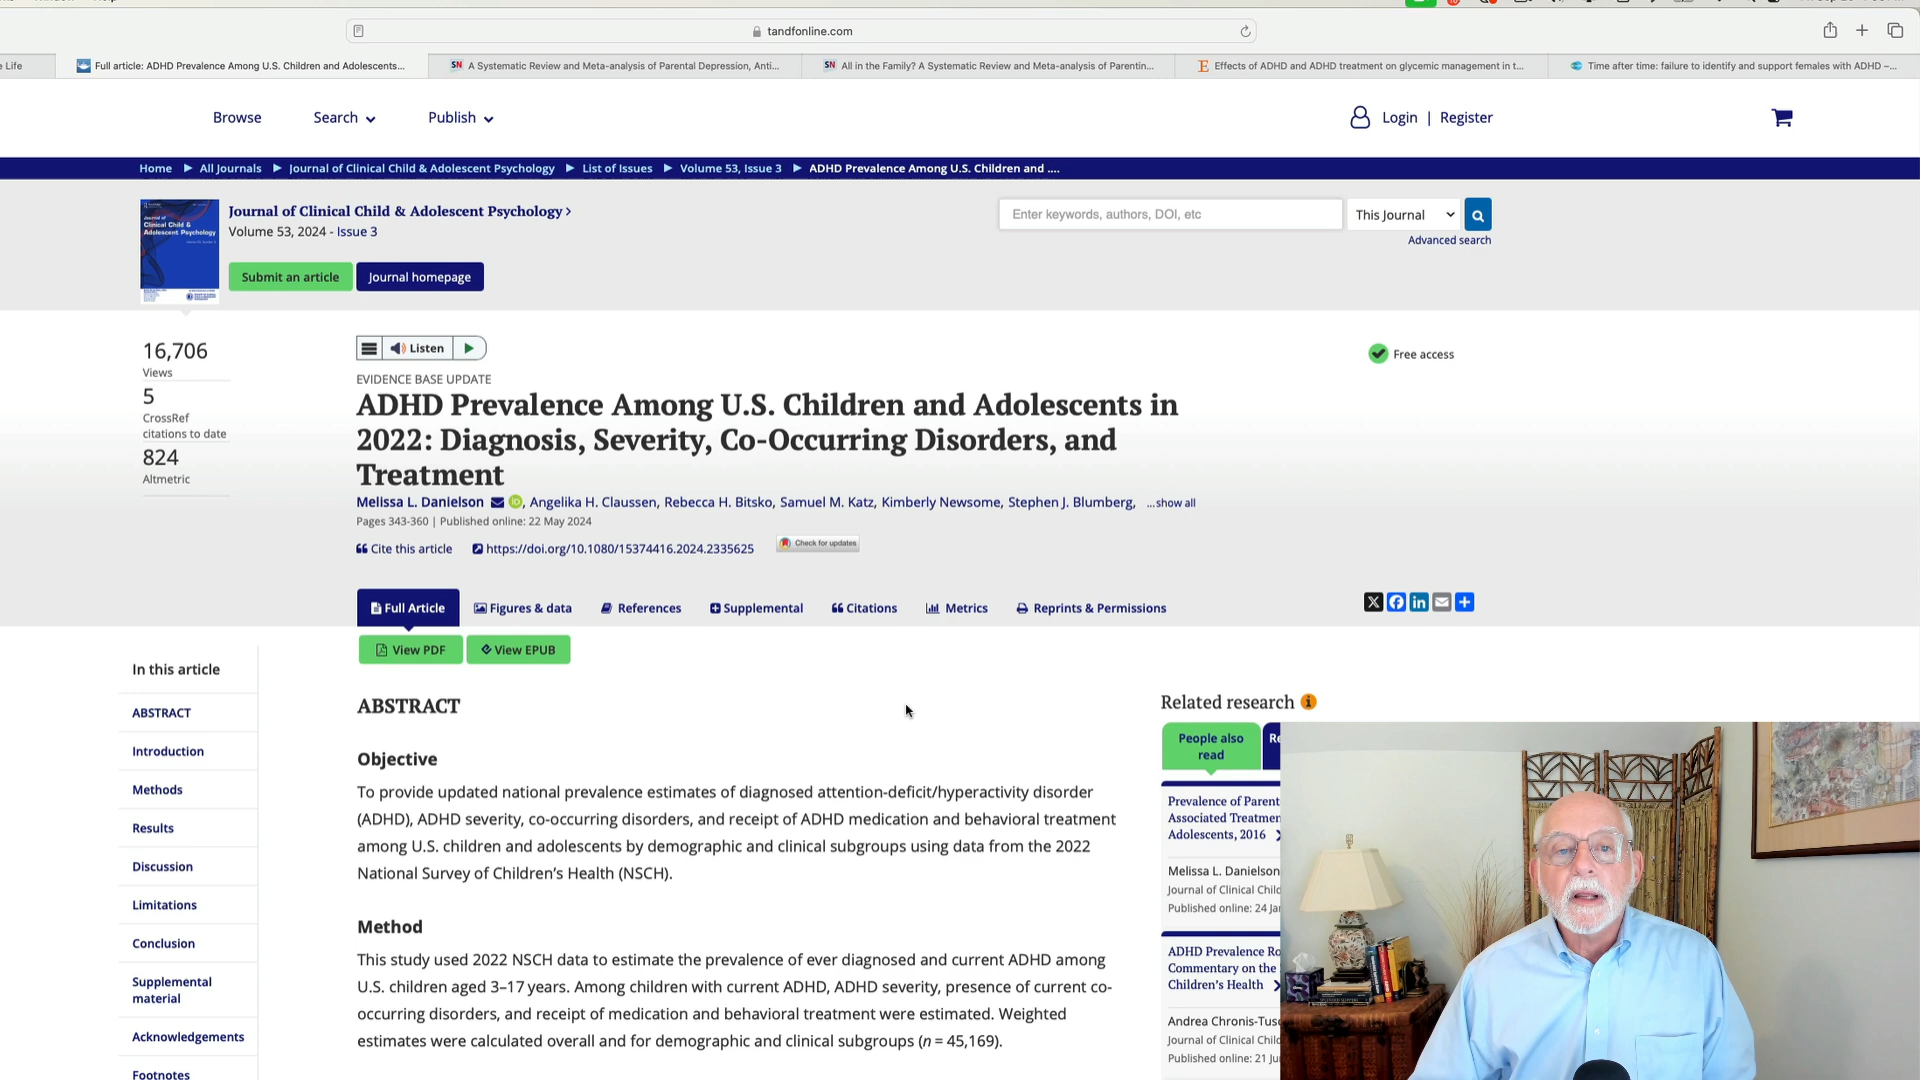 tandfonline.com
e Life
Full article: ADHD Prevalence Among U.S. Children and Adolescents...
SN A Systematic Review and Meta-analysis of Parental Depression, Anti...
SN All in the Family? A Systematic Review and Meta-analysis of Parentin...
E Effects of ADHD and ADHD treatment on glycemic management in t...
Time after time: failure to identify and support females with ADHD –...
Browse
Search
Publish
Login | Register
Home
All Journals
Journal of Clinical Child & Adolescent Psychology
List of Issues
Volume 53, Issue 3
ADHD Prevalence Among U.S. Children and ....
Journal of
Clinical Child &
Adolescent Psychology
Journal of Clinical Child & Adolescent Psychology >
Volume 53, 2024 - Issue 3
Submit an article
Journal homepage
Enter keywords, authors, DOI, etc
This Journal
Advanced search
16,706
Views
5
CrossRef
citations to date
824
Altmetric
Listen
Free access
EVIDENCE BASE UPDATE
ADHD Prevalence Among U.S. Children and Adolescents in
2022: Diagnosis, Severity, Co-Occurring Disorders, and
Treatment
Melissa L. Danielson iD, Angelika H. Claussen, Rebecca H. Bitsko, Samuel M. Katz, Kimberly Newsome, Stephen J. Blumberg, ...show all
Pages 343-360 | Published online: 22 May 2024
Cite this article
https://doi.org/10.1080/15374416.2024.2335625
Check for updates
Full Article
Figures & data
References
Supplemental
Citations
Metrics
Reprints & Permissions
View PDF
View EPUB
In this article
ABSTRACT
Introduction
Methods
Results
Discussion
Limitations
Conclusion
Supplemental
material
Acknowledgements
Footnotes
ABSTRACT
Objective
To provide updated national prevalence estimates of diagnosed attention-deficit/hyperactivity disorder
(ADHD), ADHD severity, co-occurring disorders, and receipt of ADHD medication and behavioral treatment
among U.S. children and adolescents by demographic and clinical subgroups using data from the 2022
National Survey of Children's Health (NSCH).
Method
This study used 2022 NSCH data to estimate the prevalence of ever diagnosed and current ADHD among
U.S. children aged 3–17 years. Among children with current ADHD, ADHD severity, presence of current co-
occurring disorders, and receipt of medication and behavioral treatment were estimated. Weighted
estimates were calculated overall and for demographic and clinical subgroups (n = 45,169).
Related research
People also
read
Re
Prevalence of Parent
Associated Treatmen
Adolescents, 2016
Melissa L. Danielson
Journal of Clinical Child
Published online: 24 Ja
ADHD Prevalence Ro
Commentary on the
Children's Health
Andrea Chronis-Tusc
Journal of Clinical Child
Published online: 21 Ju